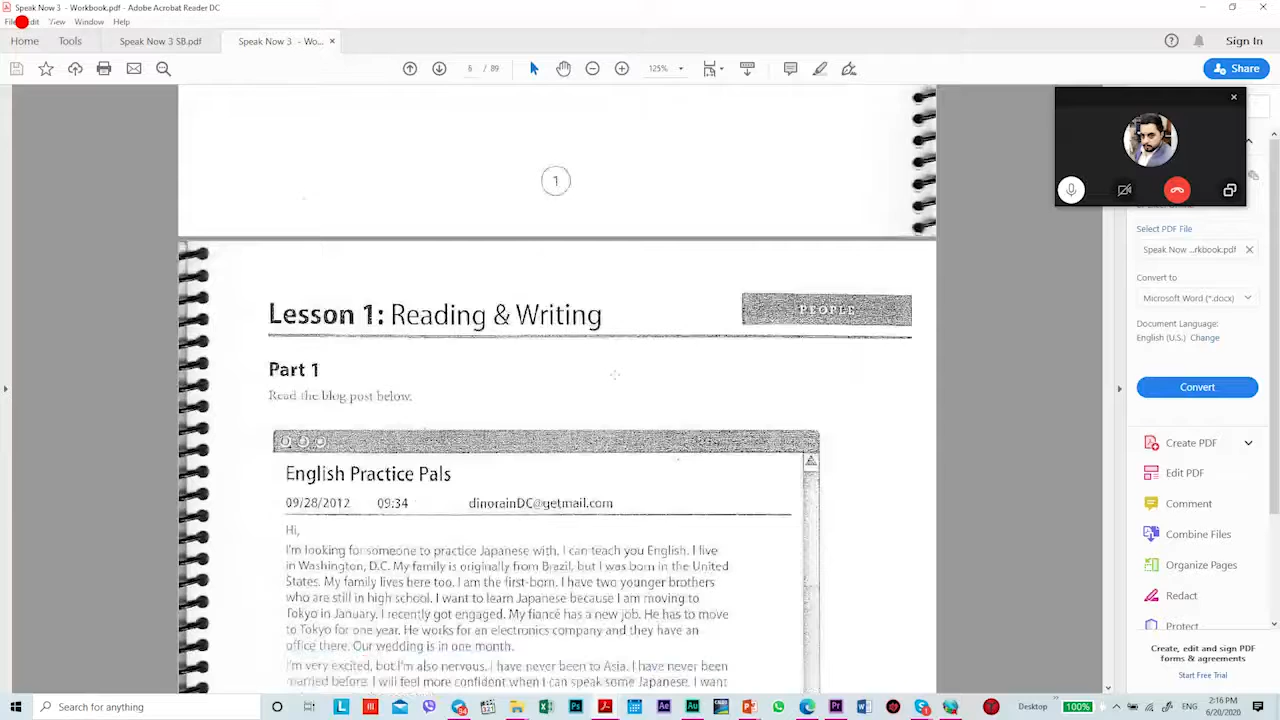 Speak Now 3 - Workbook.pdf - Adobe Acrobat Reader DC
File Edit View Window Help
Home Tools Speak Now 3 SB.pdf Speak Now 3 - Wo... ×
Sign In
6 / 89
125%
Share
1
Lesson 1: Reading & Writing
PEOPLE
Part 1
Read the blog post below.
English Practice Pals
09/28/2012 09:34 dinorainDC@getmail.com
Hi,
I'm looking for someone to practice Japanese with. I can teach you English. I live
in Washington, D.C. My family is originally from Brazil, but I was born in the United
States. My family lives here too. I am the first-born. I have two younger brothers
who are still in high school. I want to learn Japanese because I am moving to
Tokyo in January. I recently got engaged. My fiancé has a new job. He has to move
to Tokyo for one year. He works for an electronics company and they have an
office there. Our wedding is in one month.
I'm very excited, but I'm also nervous. I have never been to Asia. I have never been
married before. I will feel more confident when I can speak some Japanese. I want
Select PDF File
Speak Now ...rkbook.pdf
Convert to
Microsoft Word (*.docx)
Document Language:
English (U.S.) Change
Convert
Create PDF
Edit PDF
Comment
Combine Files
Organize Pages
Redact
Protect
Create, edit and sign PDF
forms & agreements
Start Free Trial
Search for anything
Desktop
100%
ENG
2:16 PM
6/20/2020